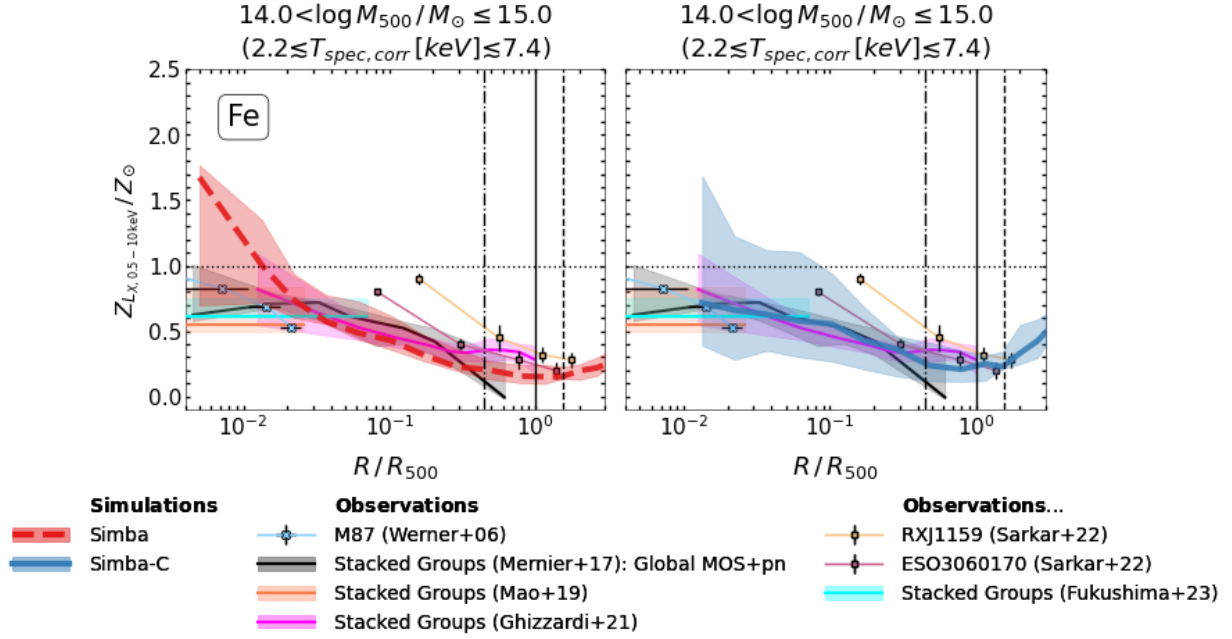 14.0<log M500 / M⊙ ≤ 15.0
(2.2≲Tspec,corr [keV]≲7.4)
14.0<log M500 / M⊙ ≤ 15.0
(2.2≲Tspec,corr [keV]≲7.4)
Fe
2.5
2.0
1.5
1.0
0.5
0.0
Z_{L_X, 0.5−10keV} / Z⊙
10⁻² 10⁻¹ 10⁰
10⁻² 10⁻¹ 10⁰
R / R500
R / R500
Simulations
Simba
Simba-C
Observations
M87 (Werner+06)
Stacked Groups (Mernier+17): Global MOS+pn
Stacked Groups (Mao+19)
Stacked Groups (Ghizzardi+21)
Observations...
RXJ1159 (Sarkar+22)
ESO3060170 (Sarkar+22)
Stacked Groups (Fukushima+23)